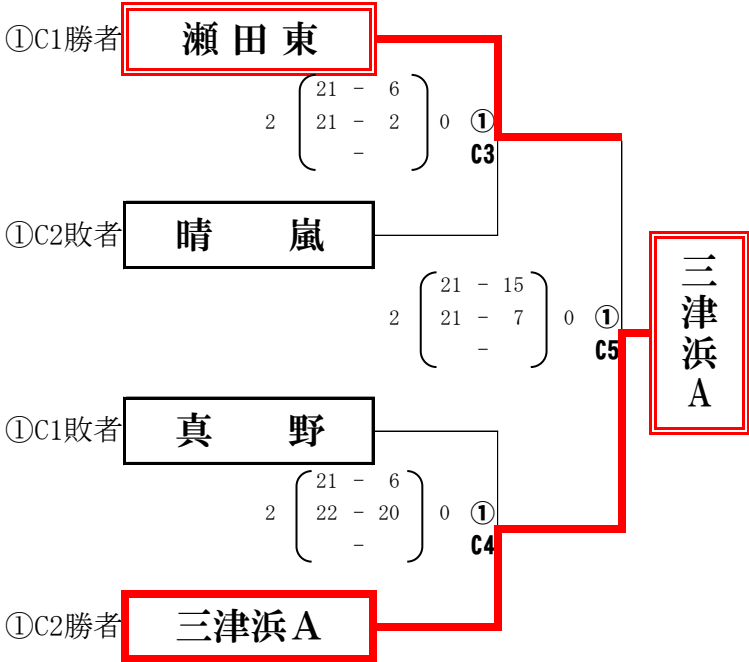 ①C1勝者 瀬田東
21 - 6
2 21 - 2 0 ①
- C3
①C2敗者 晴嵐
21 - 15
2 21 - 7 0 ①
- C5
三津浜A
①C1敗者 真野
21 - 6
2 22 - 20 0 ①
- C4
①C2勝者 三津浜A